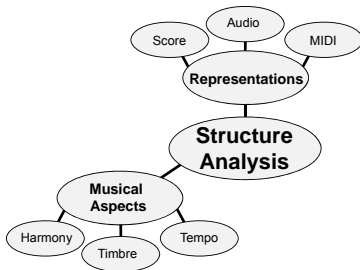 Audio
Score
MIDI
Representations
Structure
Analysis
Musical
Aspects
Harmony
Tempo
Timbre